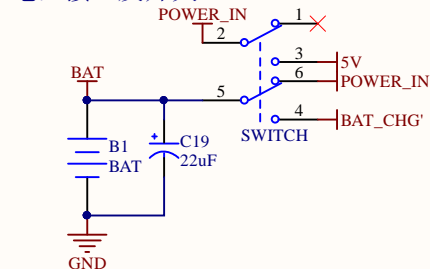 POWER_IN
1
2
3
5V
BAT
6
POWER_IN
5
4
BAT_CHG'
SWITCH
B1
C19
BAT
22uF
GND